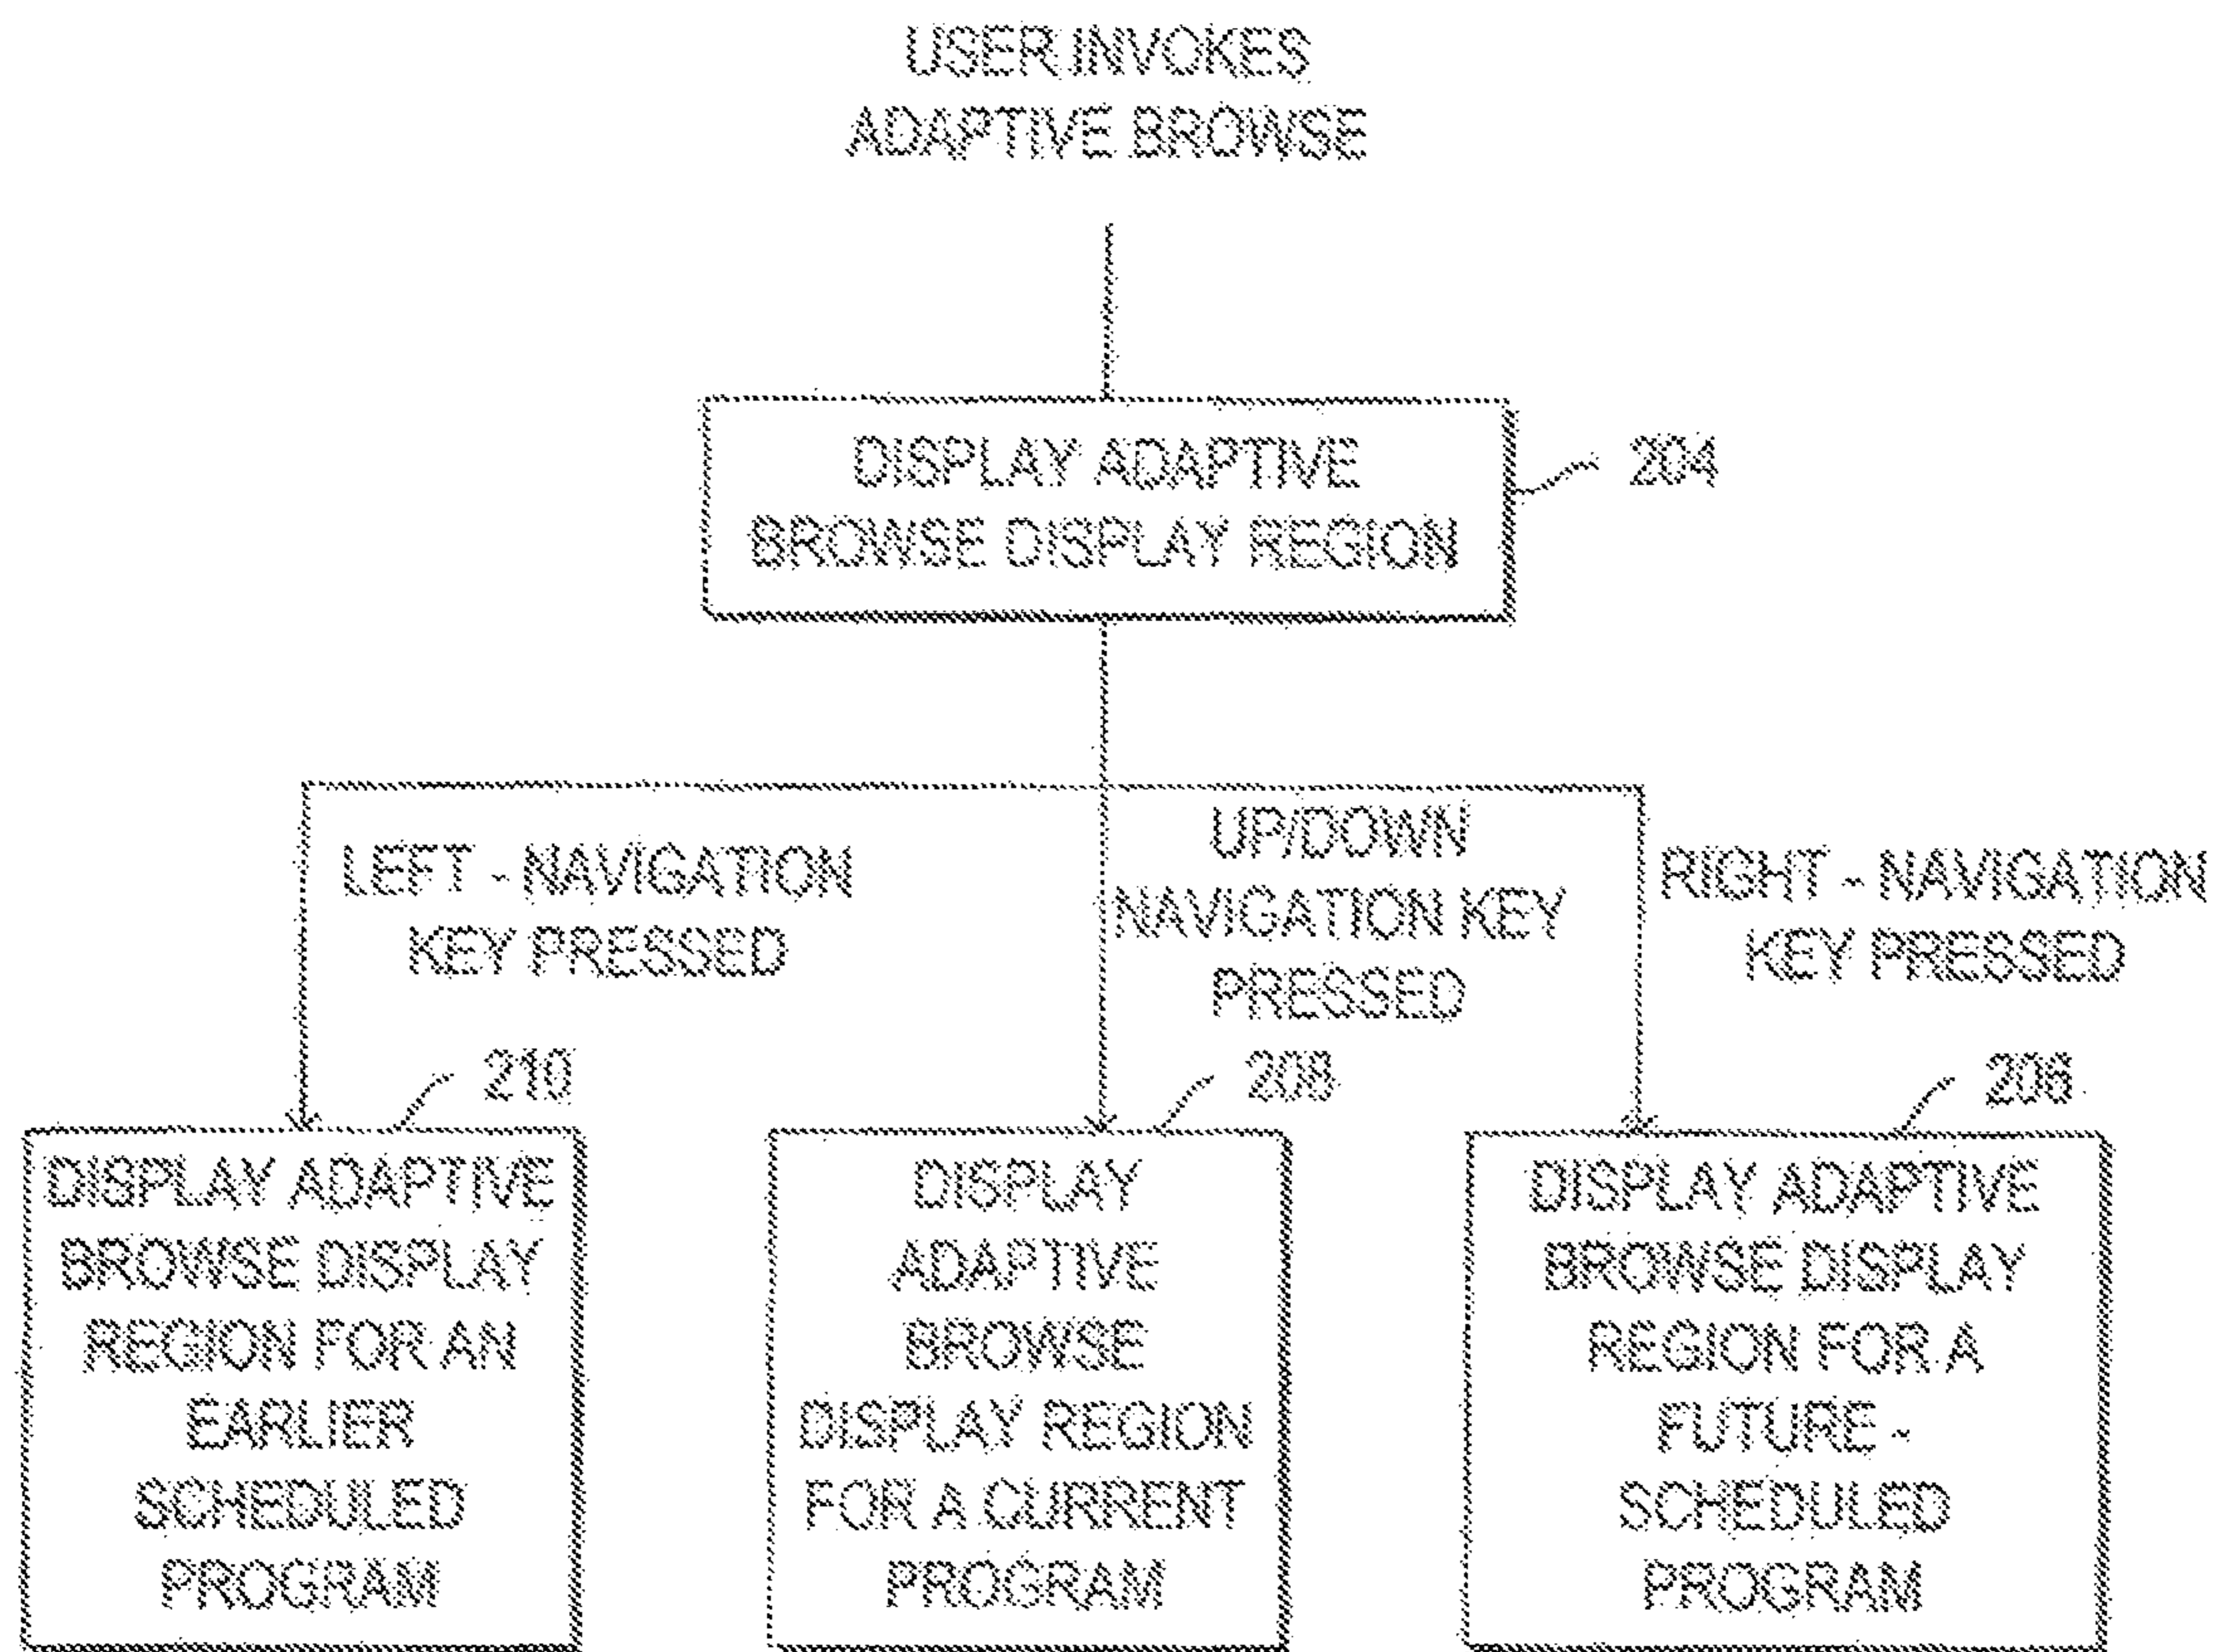 USER INVOKES
ADAPTIVE BROWSE
DISPLAY ADAPTIVE
BROWSE DISPLAY REGION
204
LEFT - NAVIGATION
KEY PRESSED
UP/DOWN
NAVIGATION KEY
PRESSED
RIGHT - NAVIGATION
KEY PRESSED
210
208
206
DISPLAY ADAPTIVE
BROWSE DISPLAY
REGION FOR AN
EARLIER
SCHEDULED
PROGRAM
DISPLAY
ADAPTIVE
BROWSE
DISPLAY REGION
FOR A CURRENT
PROGRAM
DISPLAY ADAPTIVE
BROWSE DISPLAY
REGION FOR A
FUTURE -
SCHEDULED
PROGRAM